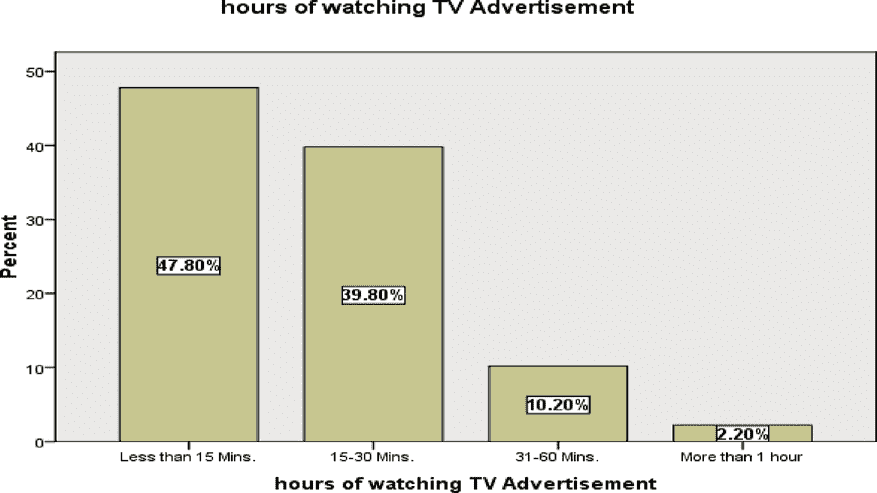 hours of watching TV Advertisement
Percent
50
40
30
20
10
0
47.80%
39.80%
10.20%
2.20%
Less than 15 Mins.
15-30 Mins.
31-60 Mins.
More than 1 hour
hours of watching TV Advertisement